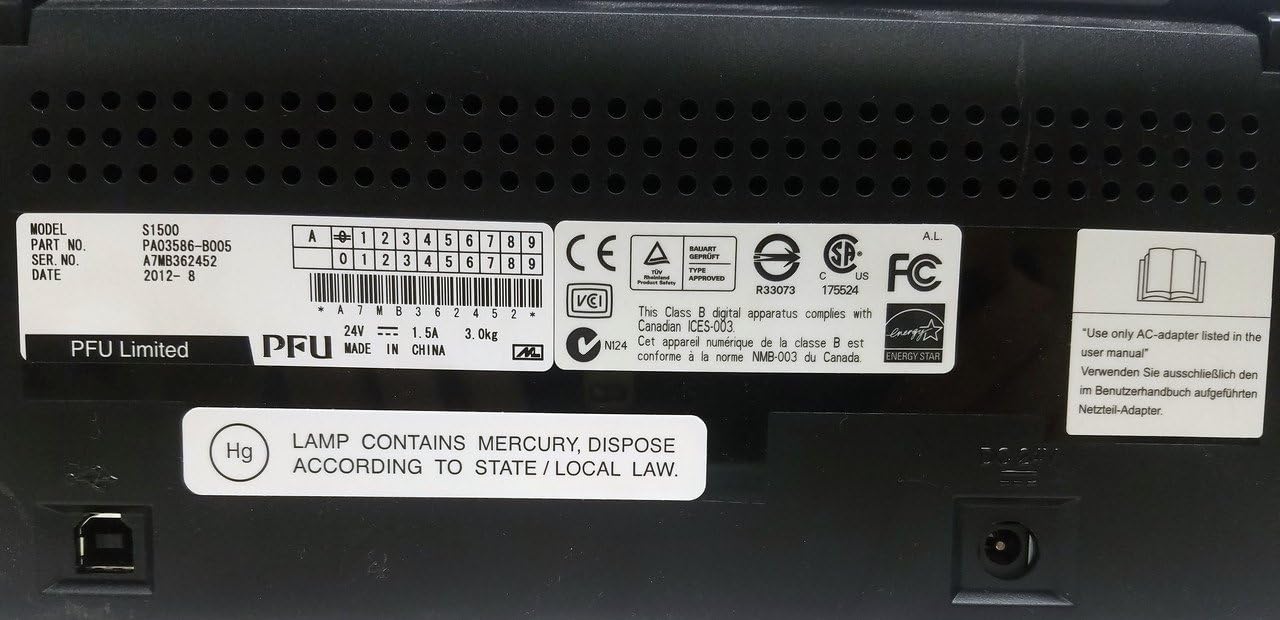 MODEL S1500
PART NO. PA03586-B005
SER. NO. A7MB362452
DATE 2012- 8
A 0 1 2 3 4 5 6 7 8 9
0 1 2 3 4 5 6 7 8 9
* A 7 M B 3 6 2 4 5 2 *
24V 1.5A 3.0kg
MADE IN CHINA
PFU Limited
PFU
ML
CE
TÜV
Rheinland
Product Safety
BAUART
GEPRÜFT
TYPE
APPROVED
R33073
C SA US
175524
A.L.
FC
VCI
N124
This Class B digital apparatus complies with
Canadian ICES-003.
Cet appareil numérique de la classe B est
conforme à la norme NMB-003 du Canada.
energy
ENERGY STAR
"Use only AC-adapter listed in the
user manual"
Verwenden Sie ausschließlich den
im Benutzerhandbuch aufgeführten
Netzteil-Adapter.
Hg
LAMP CONTAINS MERCURY, DISPOSE
ACCORDING TO STATE / LOCAL LAW.
DC 24V